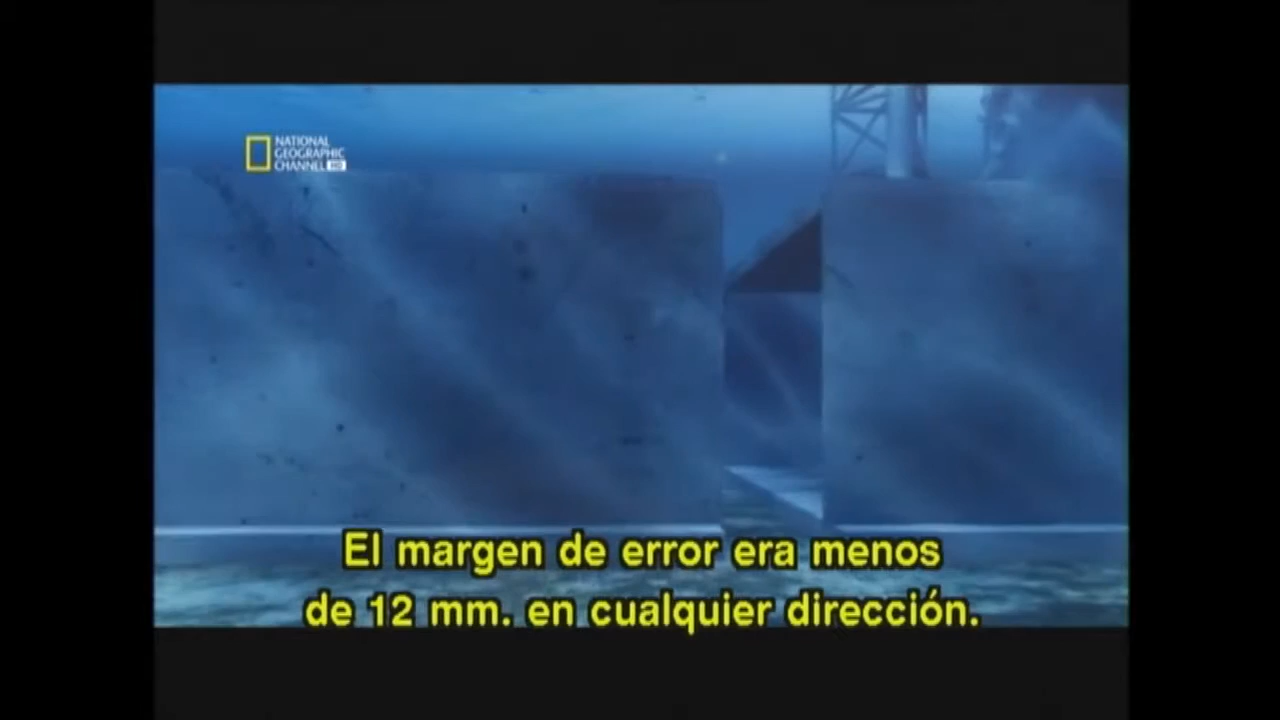 NATIONAL
GEOGRAPHIC
CHANNEL HD
El margen de error era menos
de 12 mm. en cualquier dirección.